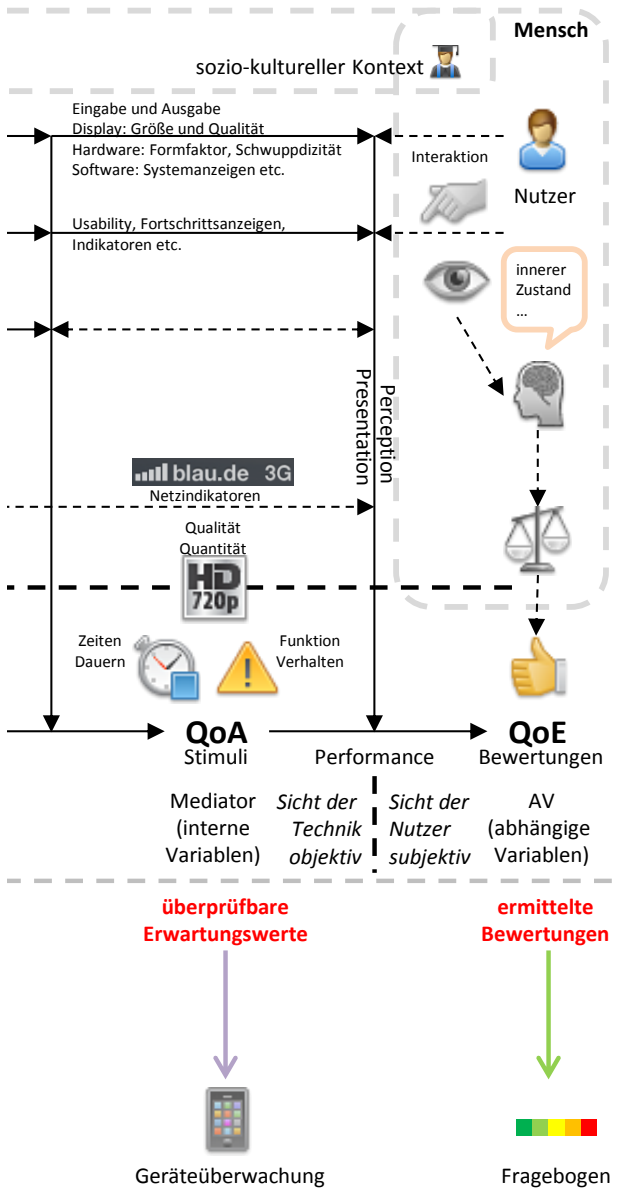 Mensch
sozio-kultureller Kontext
Eingabe und Ausgabe
Display: Größe und Qualität
Hardware: Formfaktor, Schwuppdizität
Software: Systemanzeigen etc.
Interaktion
Nutzer
Usability, Fortschrittsanzeigen,
Indikatoren etc.
innerer
Zustand
...
Perception
Presentation
blau.de 3G
Netzindikatoren
Qualität
Quantität
HD
720p
Zeiten
Dauern
Funktion
Verhalten
QoA
QoE
Stimuli
Performance
Bewertungen
Mediator
(interne
Variablen)
Sicht der
Technik
objektiv
Sicht der
Nutzer
subjektiv
AV
(abhängige
Variablen)
überprüfbare
Erwartungswerte
ermittelte
Bewertungen
Geräteüberwachung
Fragebogen